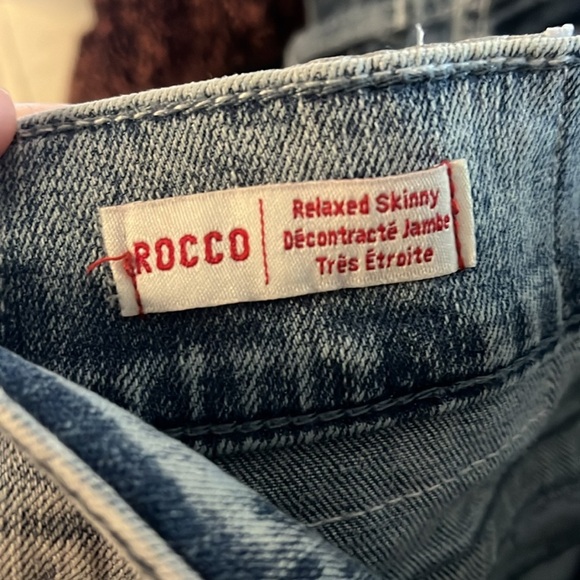 ROCCO
Relaxed Skinny
Décontracté Jambe
Très Étroite